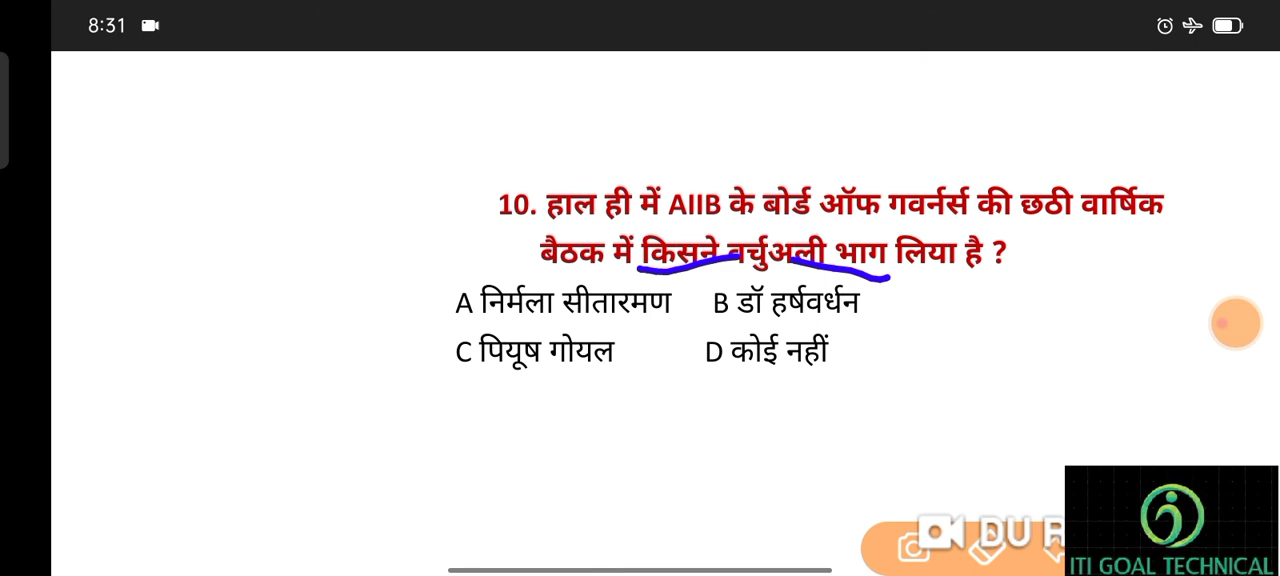 8:31
10. हाल ही में AIIB के बोर्ड ऑफ गवर्नर्स की छठी वार्षिक
बैठक में किसने वर्चुअली भाग लिया है ?
A निर्मला सीतारमण B डॉ हर्षवर्धन
C पियूष गोयल D कोई नहीं
DU R
ITI GOAL TECHNICAL